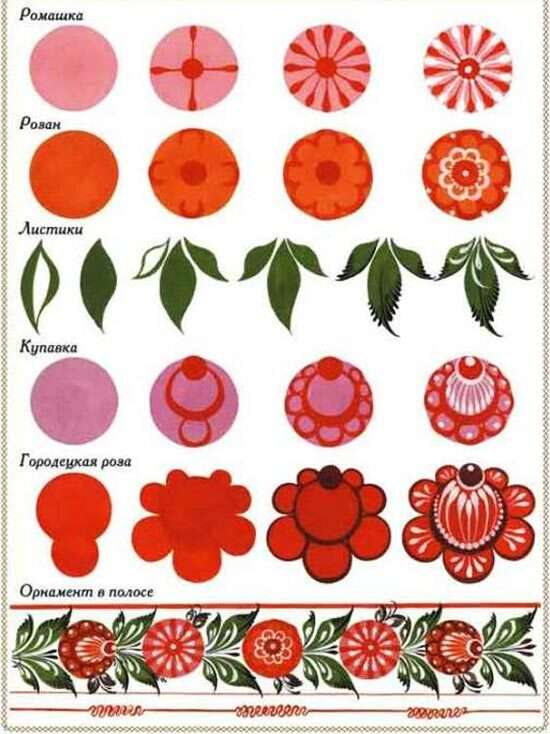 Ромашка
Розан
Листики
Купавка
Городецкая роза
Орнамент в полосе